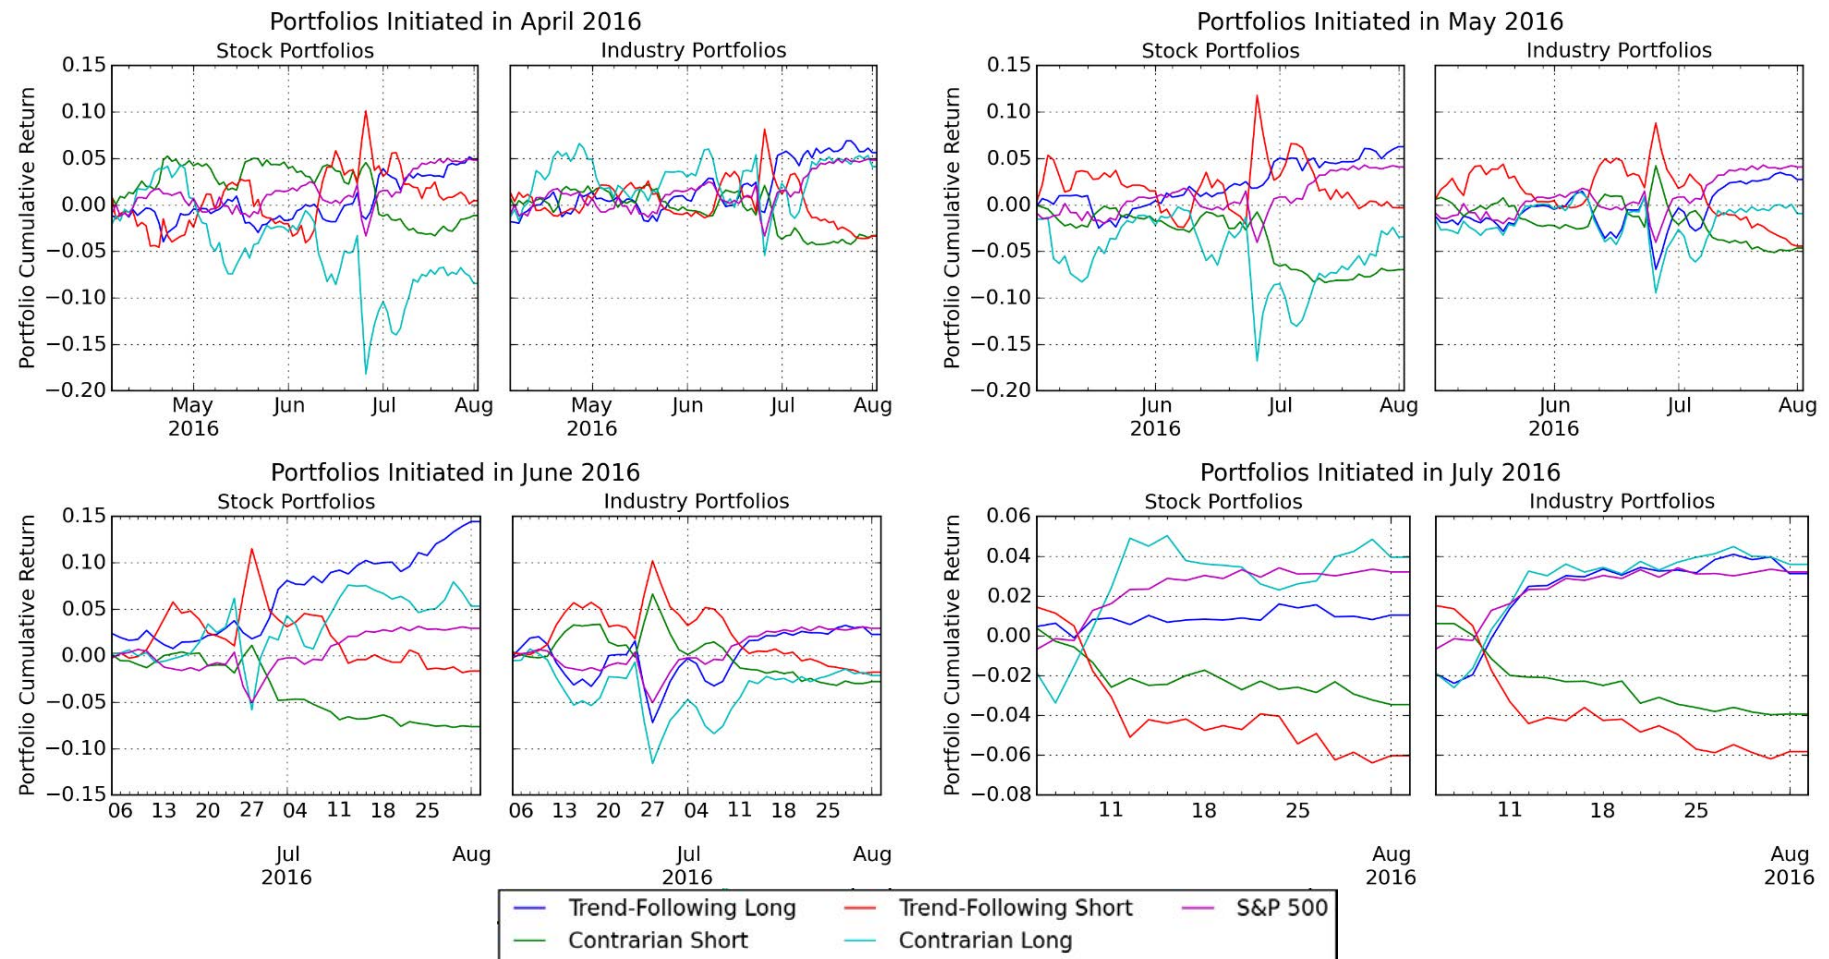 Portfolios Initiated in April 2016
Stock Portfolios
Industry Portfolios
Portfolio Cumulative Return
0.15
0.10
0.05
0.00
−0.05
−0.10
−0.15
−0.20
May Jun Jul Aug
2016
May Jun Jul Aug
2016
Portfolios Initiated in May 2016
Stock Portfolios
Industry Portfolios
Portfolio Cumulative Return
0.15
0.10
0.05
0.00
−0.05
−0.10
−0.15
−0.20
Jun Jul Aug
2016
Jun Jul Aug
2016
Portfolios Initiated in June 2016
Stock Portfolios
Industry Portfolios
Portfolio Cumulative Return
0.15
0.10
0.05
0.00
−0.05
−0.10
−0.15
06 13 20 27 04 11 18 25
Jul Aug
2016
06 13 20 27 04 11 18 25
Jul Aug
2016
Portfolios Initiated in July 2016
Stock Portfolios
Industry Portfolios
Portfolio Cumulative Return
0.06
0.04
0.02
0.00
−0.02
−0.04
−0.06
−0.08
11 18 25
Aug
2016
11 18 25
Aug
2016
Trend-Following Long Trend-Following Short S&P 500
Contrarian Short Contrarian Long